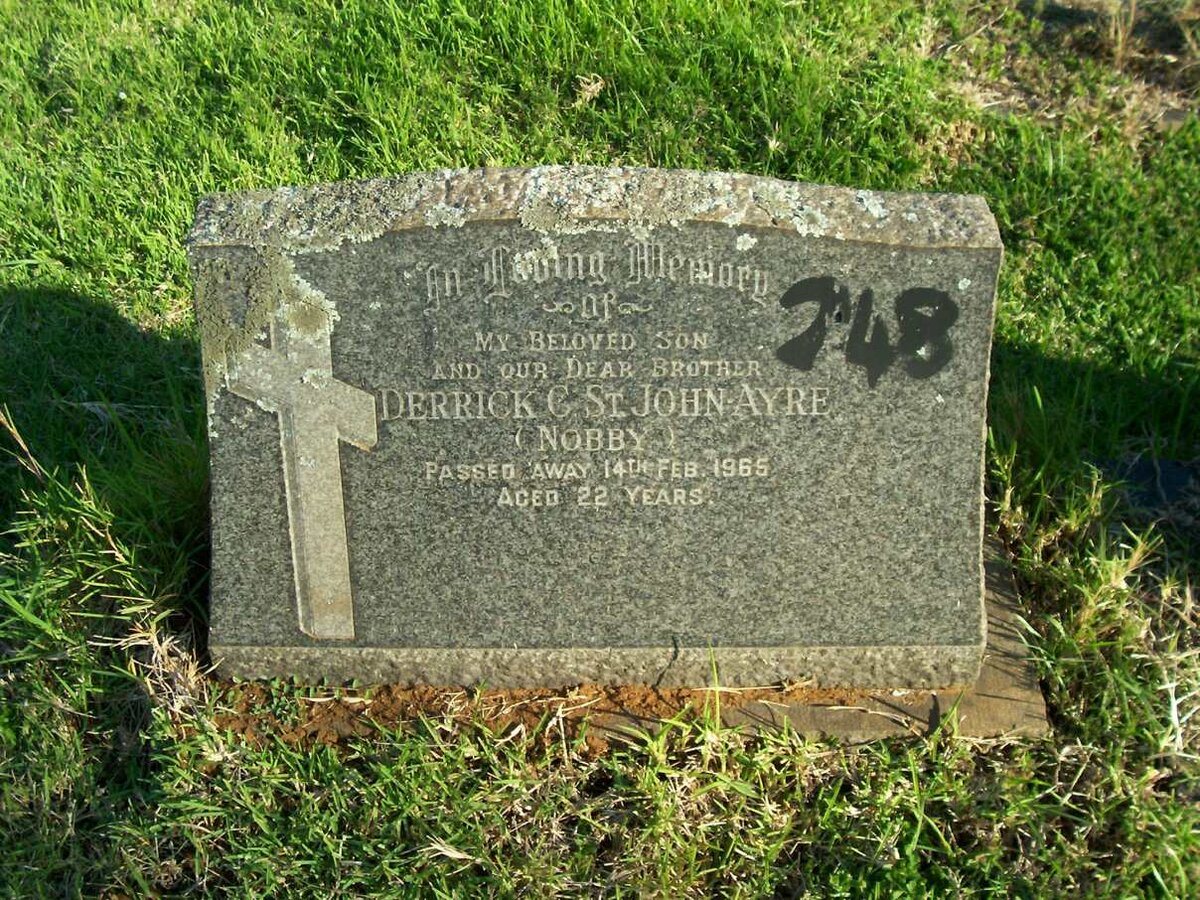 In Loving Memory
of
MY BELOVED SON
AND OUR DEAR BROTHER
DERRICK C. ST. JOHN-AYRE
(NOBBY)
PASSED AWAY 14TH FEB. 1965
AGED 22 YEARS.
748